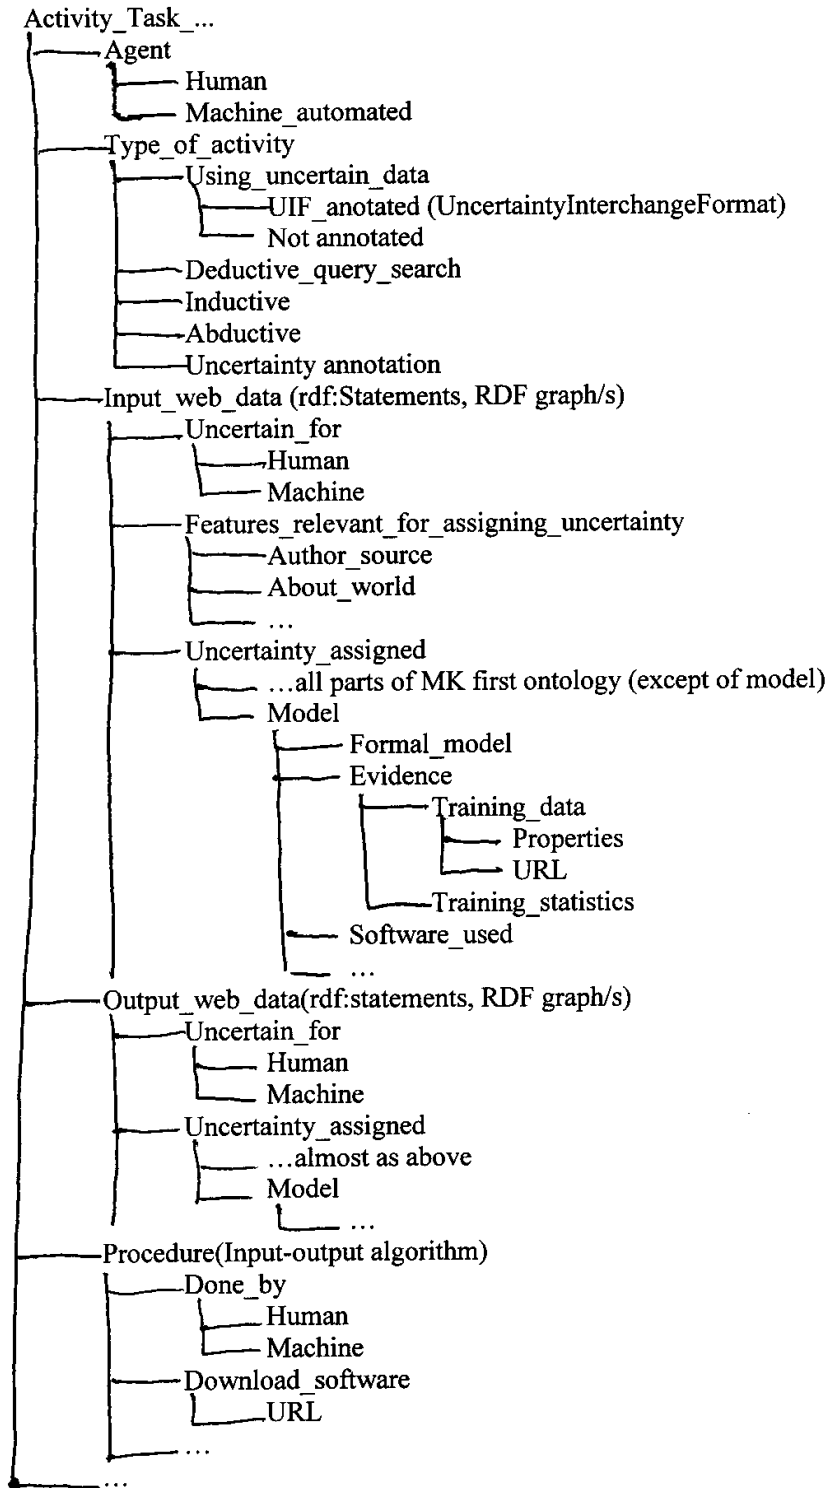 Activity_Task_...
Agent
Human
Machine_automated
Type_of_activity
Using_uncertain_data
UIF_anotated (UncertaintyInterchangeFormat)
Not annotated
Deductive_query_search
Inductive
Abductive
Uncertainty annotation
Input_web_data (rdf:Statements, RDF graph/s)
Uncertain_for
Human
Machine
Features_relevant_for_assigning_uncertainty
Author_source
About_world
...
Uncertainty_assigned
...all parts of MK first ontology (except of model)
Model
Formal_model
Evidence
Training_data
Properties
URL
Training_statistics
Software_used
...
Output_web_data(rdf:statements, RDF graph/s)
Uncertain_for
Human
Machine
Uncertainty_assigned
...almost as above
Model
...
Procedure(Input-output algorithm)
Done_by
Human
Machine
Download_software
URL
...
...